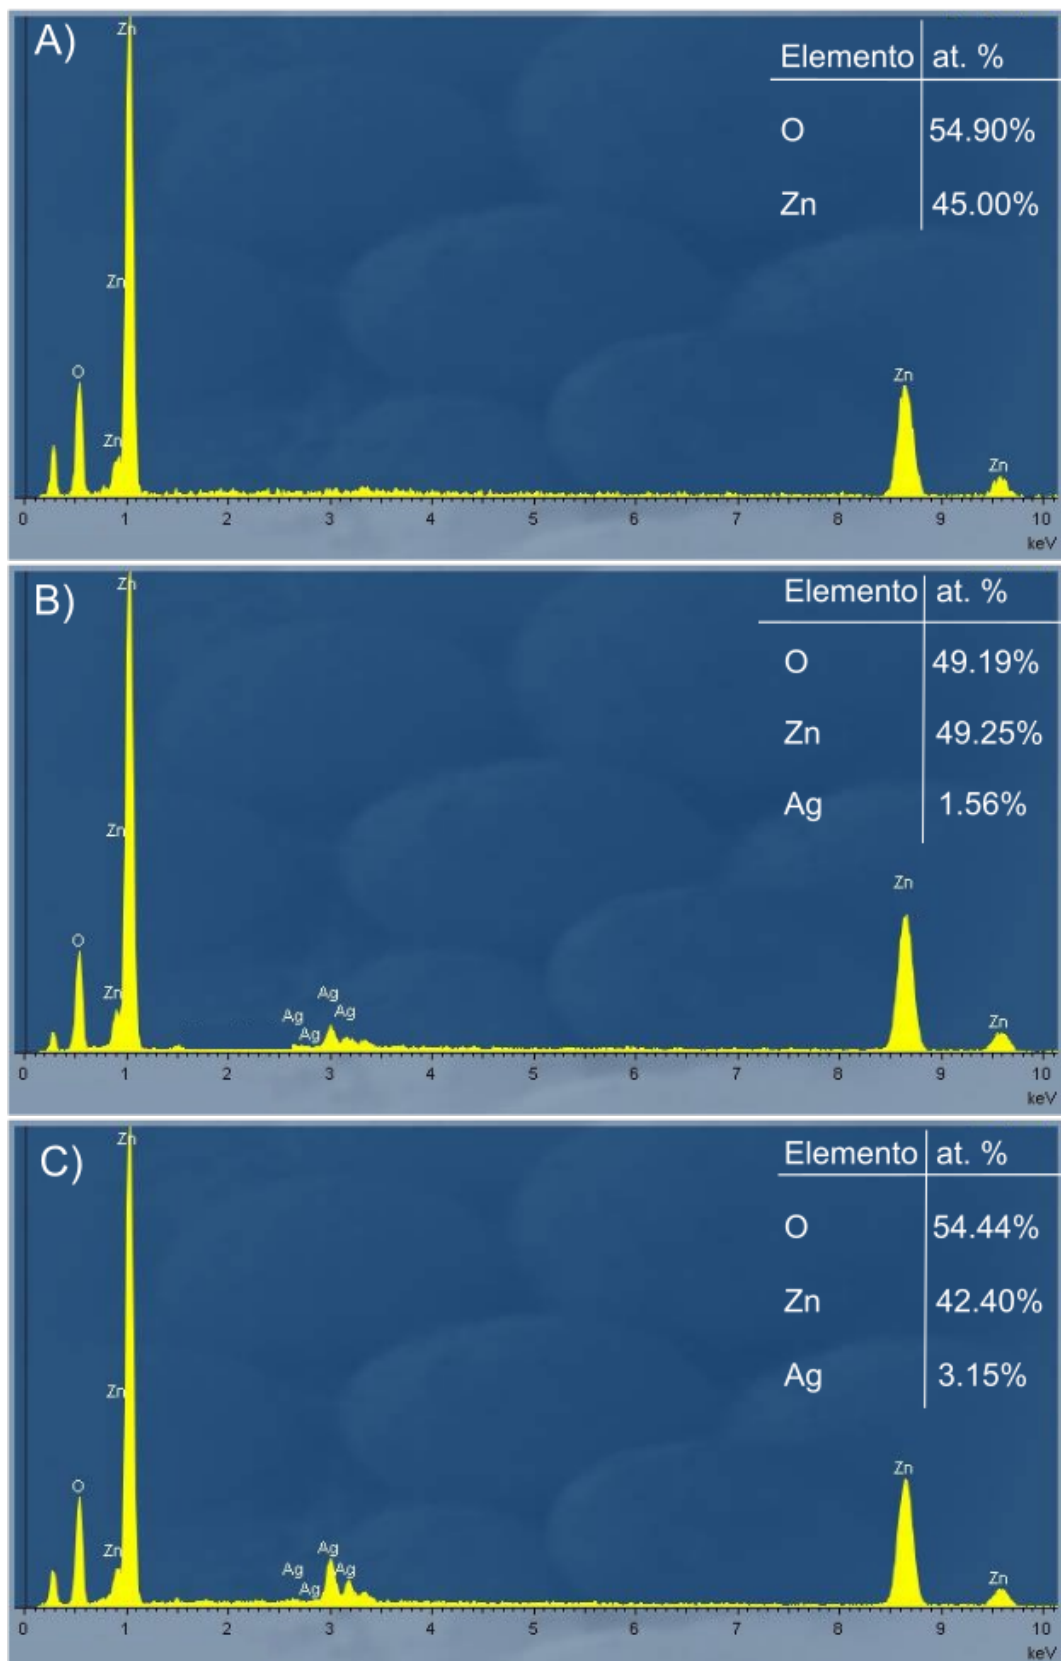 A)
Zn
Elemento at. %
O 54.90%
Zn 45.00%
Zn
O
Zn
Zn
Zn
0 1 2 3 4 5 6 7 8 9 10
keV
B)
Zn
Elemento at. %
O 49.19%
Zn 49.25%
Ag 1.56%
Zn
Zn
O
Zn
Ag
Ag
Ag
Ag
Zn
0 1 2 3 4 5 6 7 8 9 10
keV
C)
Zn
Elemento at. %
O 54.44%
Zn 42.40%
Ag 3.15%
Zn
Zn
O
Zn
Ag
Ag
Ag
Ag
Zn
0 1 2 3 4 5 6 7 8 9 10
keV